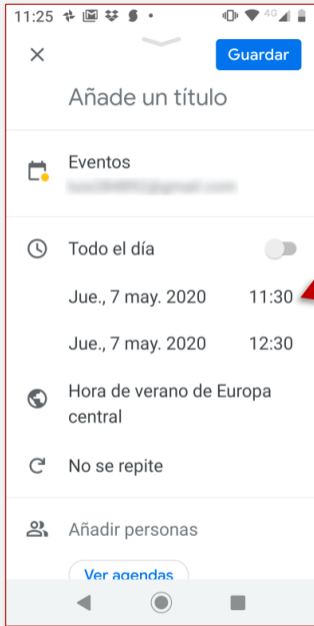 11:25 4G
Guardar
Añade un título
Eventos
Todo el día
Jue., 7 may. 2020 11:30
Jue., 7 may. 2020 12:30
Hora de verano de Europa
central
No se repite
Añadir personas
Ver agendas